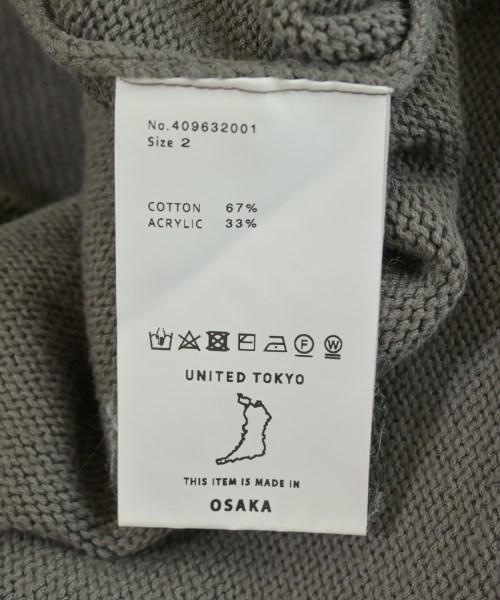 No.409632001
Size 2
COTTON 67%
ACRYLIC 33%
F W
UNITED TOKYO
THIS ITEM IS MADE IN
OSAKA